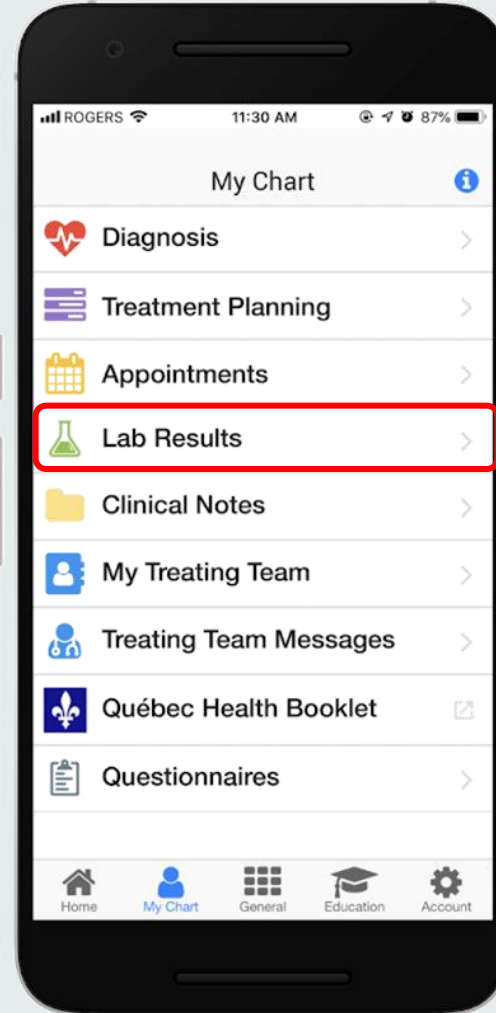 ROGERS 11:30 AM 87%
My Chart
Diagnosis
Treatment Planning
Appointments
Lab Results
Clinical Notes
My Treating Team
Treating Team Messages
Québec Health Booklet
Questionnaires
Home My Chart General Education Account